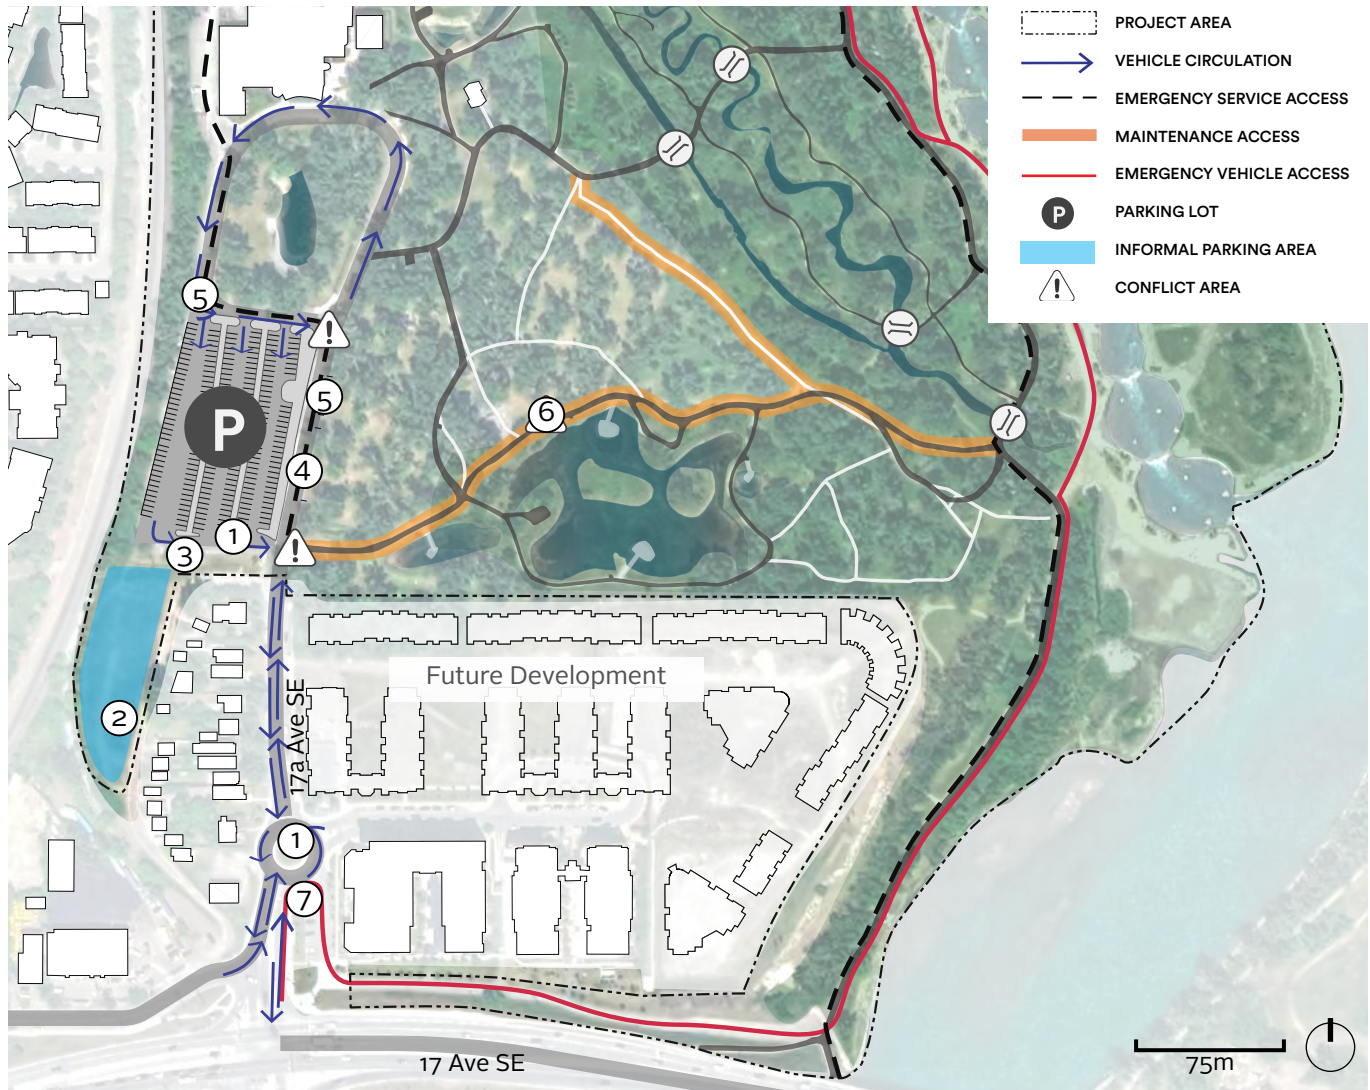 PROJECT AREA
VEHICLE CIRCULATION
EMERGENCY SERVICE ACCESS
MAINTENANCE ACCESS
EMERGENCY VEHICLE ACCESS
P PARKING LOT
INFORMAL PARKING AREA
! CONFLICT AREA
5
!
5
P
6
4
1
3
!
Future Development
2
17a Ave SE
1
7
17 Ave SE
75m